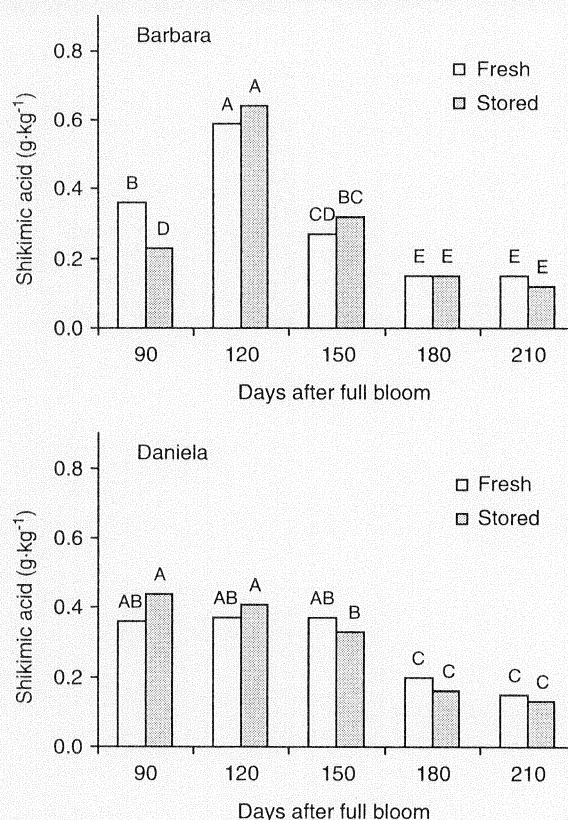 Barbara
Fresh
Stored
Shikimic acid (g·kg⁻¹)
0.8
0.6
0.4
0.2
0.0
B
D
A
A
CD
BC
E
E
E
E
90 120 150 180 210
Days after full bloom
Daniela
Fresh
Stored
Shikimic acid (g·kg⁻¹)
0.8
0.6
0.4
0.2
0.0
AB
A
AB
A
AB
B
C
C
C
C
90 120 150 180 210
Days after full bloom